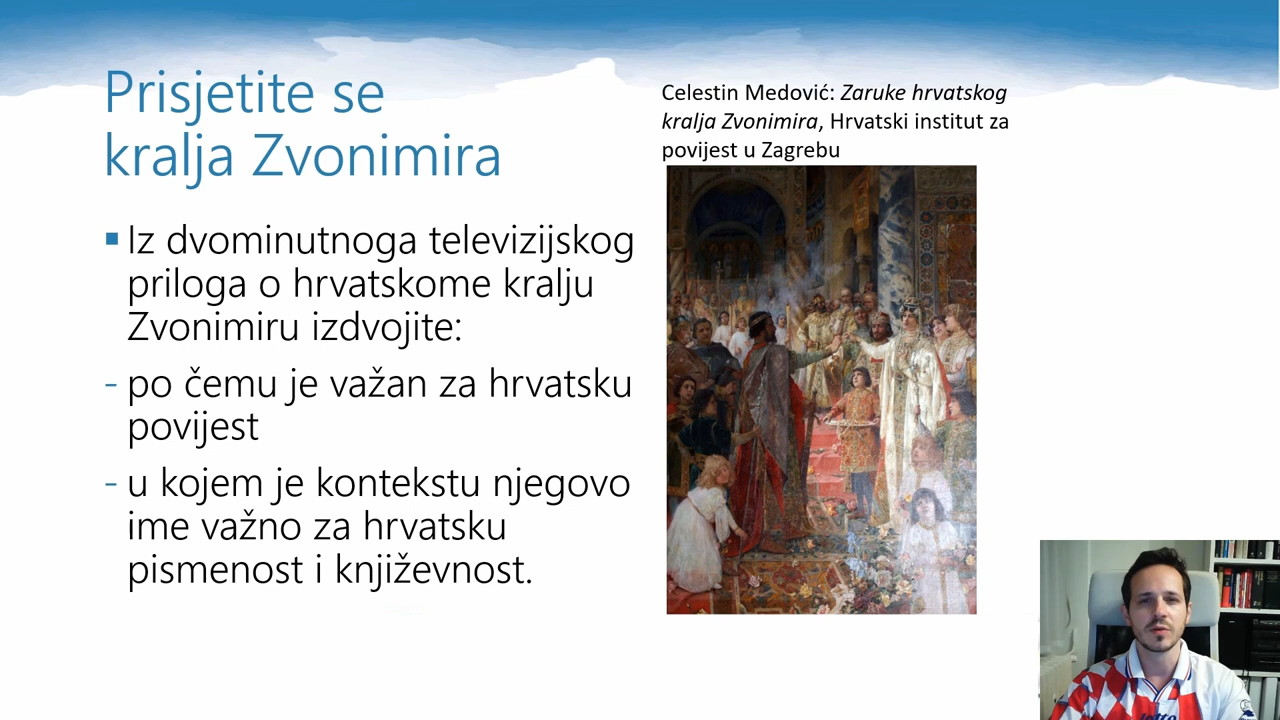 Prisjetite se
kralja Zvonimira
▪ Iz dvominutnoga televizijskog
priloga o hrvatskome kralju
Zvonimiru izdvojite:
- po čemu je važan za hrvatsku
povijest
- u kojem je kontekstu njegovo
ime važno za hrvatsku
pismenost i književnost.
Celestin Medović: Zaruke hrvatskog
kralja Zvonimira, Hrvatski institut za
povijest u Zagrebu
lotto